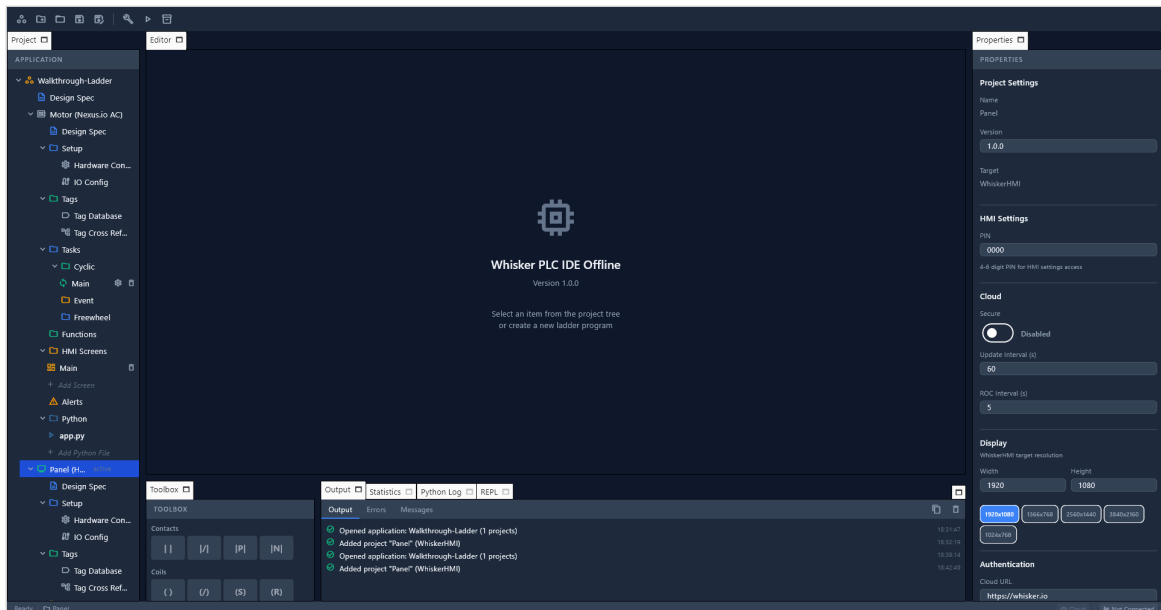 Project
Editor
Properties
APPLICATION
Walkthrough-Ladder
Design Spec
Motor (Nexus.io AC)
Design Spec
Setup
Hardware Con...
IO Config
Tags
Tag Database
Tag Cross Ref...
Tasks
Cyclic
Main
Event
Freewheel
Functions
HMI Screens
Main
+ Add Screen
Alerts
Python
app.py
+ Add Python File
Panel (H... active
Design Spec
Setup
Hardware Con...
IO Config
Tags
Tag Database
Tag Cross Ref...
Whisker PLC IDE Offline
Version 1.0.0
Select an item from the project tree
or create a new ladder program
Toolbox
TOOLBOX
Contacts
| | |/| |P| |N|
Coils
( ) (/) (S) (R)
Output Statistics Python Log REPL
Output Errors Messages
Opened application: Walkthrough-Ladder (1 projects) 18:31:47
Added project "Panel" (WhiskerHMI) 18:32:19
Opened application: Walkthrough-Ladder (1 projects) 18:38:14
Added project "Panel" (WhiskerHMI) 18:42:49
PROPERTIES
Project Settings
Name
Panel
Version
1.0.0
Target
WhiskerHMI
HMI Settings
PIN
0000
4-6 digit PIN for HMI settings access
Cloud
Secure
Disabled
Update Interval (s)
60
ROC Interval (s)
5
Display
WhiskerHMI target resolution
Width Height
1920 1080
1920x1080 1366x768 2560x1440 3840x2160
1024x768
Authentication
Cloud URL
https://whisker.io
Ready Panel
Cloud Not Connected